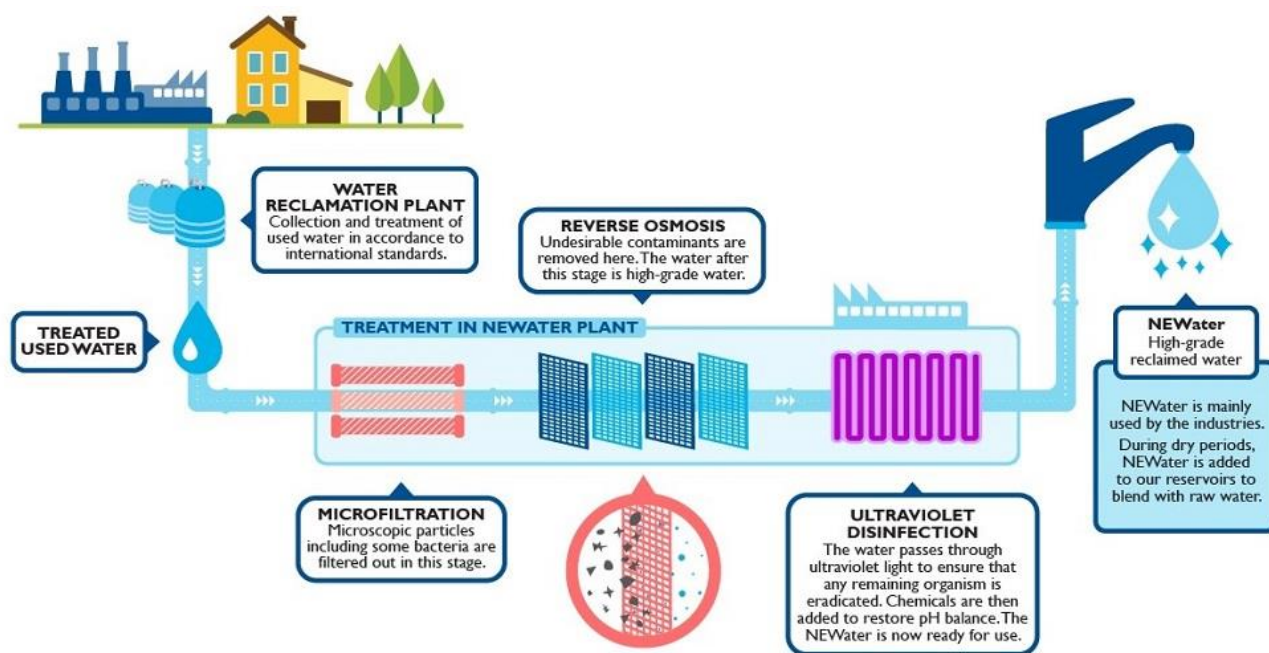 WATER
RECLAMATION PLANT
Collection and treatment of
used water in accordance to
international standards.
TREATED
USED WATER
REVERSE OSMOSIS
Undesirable contaminants are
removed here. The water after
this stage is high-grade water.
TREATMENT IN NEWATER PLANT
MICROFILTRATION
Microscopic particles
including some bacteria are
filtered out in this stage.
ULTRAVIOLET
DISINFECTION
The water passes through
ultraviolet light to ensure that
any remaining organism is
eradicated. Chemicals are then
added to restore pH balance. The
NEWater is now ready for use.
NEWater
High-grade
reclaimed water
NEWater is mainly
used by the industries.
During dry periods,
NEWater is added
to our reservoirs to
blend with raw water.